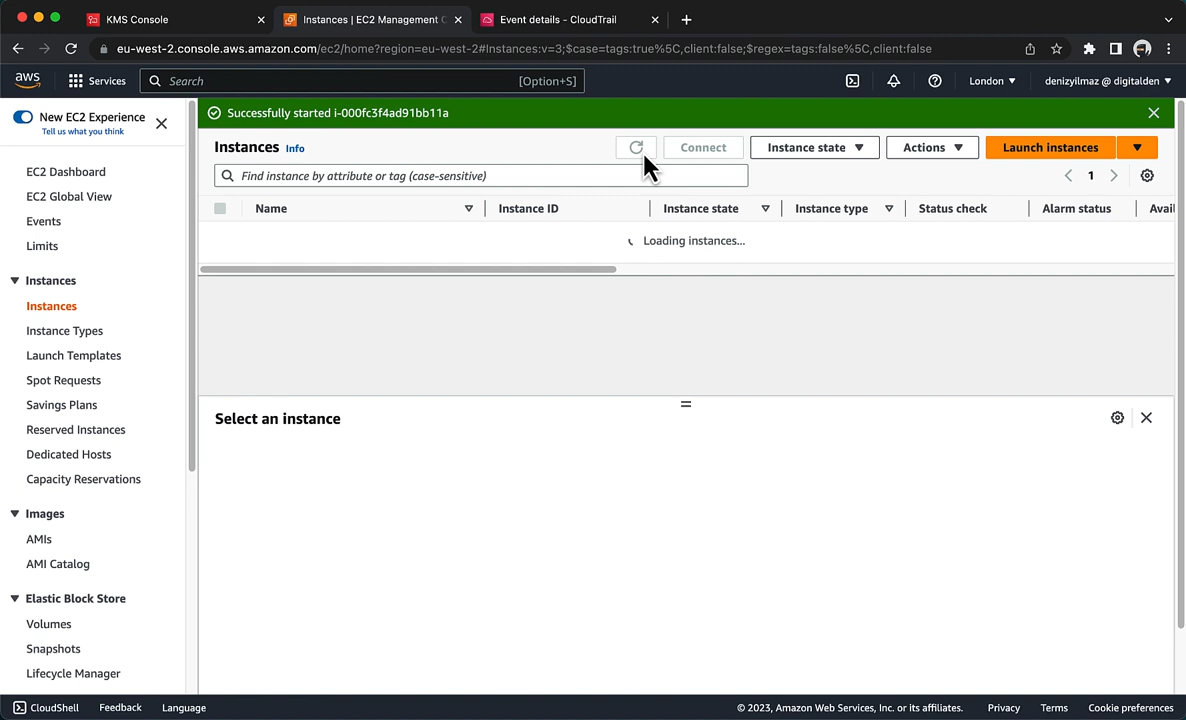 KMS Console
Instances | EC2 Management C
Event details - CloudTrail
eu-west-2.console.aws.amazon.com/ec2/home?region=eu-west-2#Instances:v=3;$case=tags:true%5C,client:false;$regex=tags:false%5C,client:false
aws
Services
Search
[Option+S]
London
denizyilmaz @ digitalden
New EC2 Experience
Tell us what you think
Successfully started i-000fc3f4ad91bb11a
Instances Info
Connect
Instance state
Actions
Launch instances
Find instance by attribute or tag (case-sensitive)
1
Name
Instance ID
Instance state
Instance type
Status check
Alarm status
Avail
Loading instances...
EC2 Dashboard
EC2 Global View
Events
Limits
Instances
Instances
Instance Types
Launch Templates
Spot Requests
Savings Plans
Reserved Instances
Dedicated Hosts
Capacity Reservations
Images
AMIs
AMI Catalog
Elastic Block Store
Volumes
Snapshots
Lifecycle Manager
Select an instance
CloudShell
Feedback
Language
© 2023, Amazon Web Services, Inc. or its affiliates.
Privacy
Terms
Cookie preferences